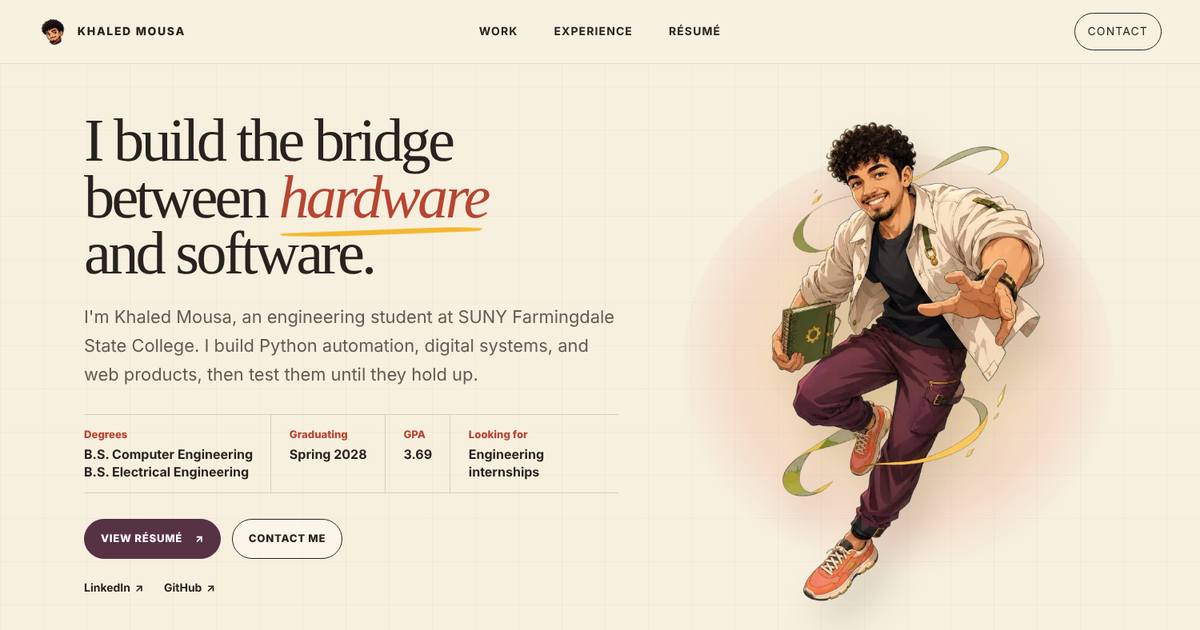 KHALED MOUSA
WORK
EXPERIENCE
RÉSUMÉ
CONTACT
I build the bridge
between hardware
and software.
I'm Khaled Mousa, an engineering student at SUNY Farmingdale
State College. I build Python automation, digital systems, and
web products, then test them until they hold up.
Degrees
B.S. Computer Engineering
B.S. Electrical Engineering
Graduating
Spring 2028
GPA
3.69
Looking for
Engineering
internships
VIEW RÉSUMÉ ↗
CONTACT ME
LinkedIn ↗
GitHub ↗